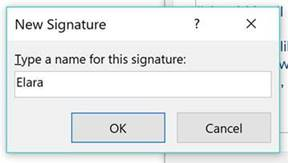 New Signature ? ×
Type a name for this signature:
Elara
OK Cancel